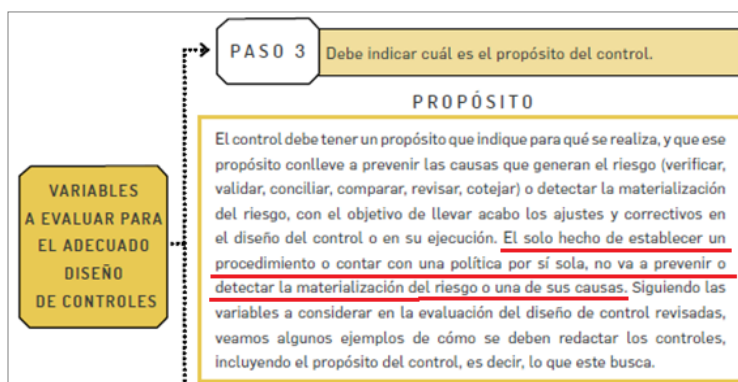 PASO 3
Debe indicar cuál es el propósito del control.
PROPÓSITO
El control debe tener un propósito que indique para qué se realiza, y que ese
propósito conlleve a prevenir las causas que generan el riesgo (verificar,
validar, conciliar, comparar, revisar, cotejar) o detectar la materialización
del riesgo, con el objetivo de llevar acabo los ajustes y correctivos en
el diseño del control o en su ejecución. El solo hecho de establecer un
procedimiento o contar con una política por sí sola, no va a prevenir o
detectar la materialización del riesgo o una de sus causas. Siguiendo las
variables a considerar en la evaluación del diseño de control revisadas,
veamos algunos ejemplos de cómo se deben redactar los controles,
incluyendo el propósito del control, es decir, lo que este busca.
VARIABLES
A EVALUAR PARA
EL ADECUADO
DISEÑO
DE CONTROLES